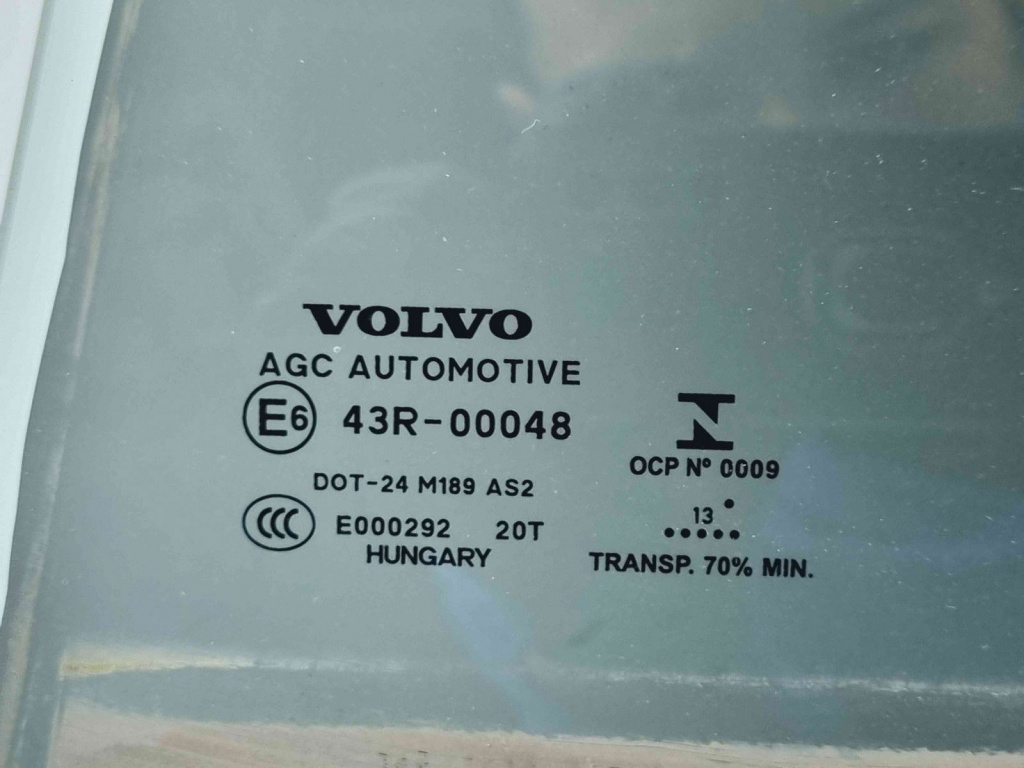 VOLVO
AGC AUTOMOTIVE
E6 43R-00048
DOT-24 M189 AS2
CCC E000292 20T
HUNGARY
N
OCP Nº 0009
13
TRANSP. 70% MIN.